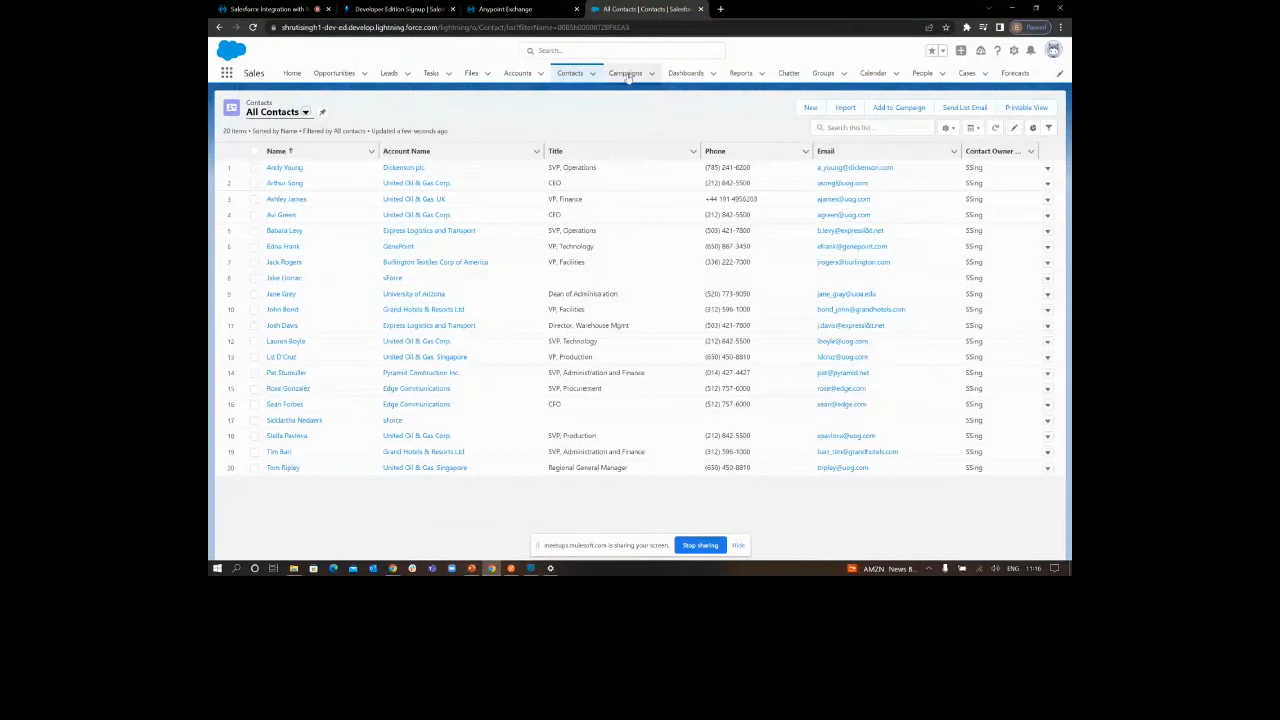 Salesforce Integration with
Developer Edition Signup | Sales
Anypoint Exchange
All Contacts | Contacts | Salesfo
shrutisingh1-dev-ed.develop.lightning.force.com/lightning/o/Contact/list?filterName=
Paused
Search...
Sales Home Opportunities Leads Tasks Files Accounts Contacts Campaigns Dashboards Reports Chatter Groups Calendar People Cases Forecasts
Contacts
All Contacts
New Import Add to Campaign Send List Email Printable View
20 items • Sorted by Name • Filtered by All contacts • Updated a few seconds ago
Search this list...
Name Account Name Title Phone Email Contact Owner ...
1 Andy Young Dickenson plc SVP, Operations (785) 241-6200 a_young@dickenson.com SSing
2 Arthur Song United Oil & Gas Corp. CEO (212) 842-5500 asong@uog.com SSing
3 Ashley James United Oil & Gas, UK VP, Finance +44 191 4956203 ajames@uog.com SSing
4 Avi Green United Oil & Gas Corp. CFO (212) 842-5500 agreen@uog.com SSing
5 Babara Levy Express Logistics and Transport SVP, Operations (503) 421-7800 b.levy@expressl&t.net SSing
6 Edna Frank GenePoint VP, Technology (650) 867-3450 efrank@genepoint.com SSing
7 Jack Rogers Burlington Textiles Corp of America VP, Facilities (336) 222-7000 jrogers@burlington.com SSing
8 Jake Llorrac sForce SSing
9 Jane Grey University of Arizona Dean of Administration (520) 773-9050 jane_gray@uoa.edu SSing
10 John Bond Grand Hotels & Resorts Ltd VP, Facilities (312) 596-1000 bond_john@grandhotels.com SSing
11 Josh Davis Express Logistics and Transport Director, Warehouse Mgmt (503) 421-7800 j.davis@expressl&t.net SSing
12 Lauren Boyle United Oil & Gas Corp. SVP, Technology (212) 842-5500 lboyle@uog.com SSing
13 Liz D'Cruz United Oil & Gas, Singapore VP, Production (650) 450-8810 ldcruz@uog.com SSing
14 Pat Stumuller Pyramid Construction Inc. SVP, Administration and Finance (014) 427-4427 pat@pyramid.net SSing
15 Rose Gonzalez Edge Communications SVP, Procurement (512) 757-6000 rose@edge.com SSing
16 Sean Forbes Edge Communications CFO (512) 757-6000 sean@edge.com SSing
17 Siddartha Nedaerk sForce SSing
18 Stella Pavlova United Oil & Gas Corp. SVP, Production (212) 842-5500 spavlova@uog.com SSing
19 Tim Barr Grand Hotels & Resorts Ltd SVP, Administration and Finance (312) 596-1000 barr_tim@grandhotels.com SSing
20 Tom Ripley United Oil & Gas, Singapore Regional General Manager (650) 450-8810 tripley@uog.com SSing
meetups.mulesoft.com is sharing your screen. Stop sharing Hide
AMZN News B... ENG 11:16